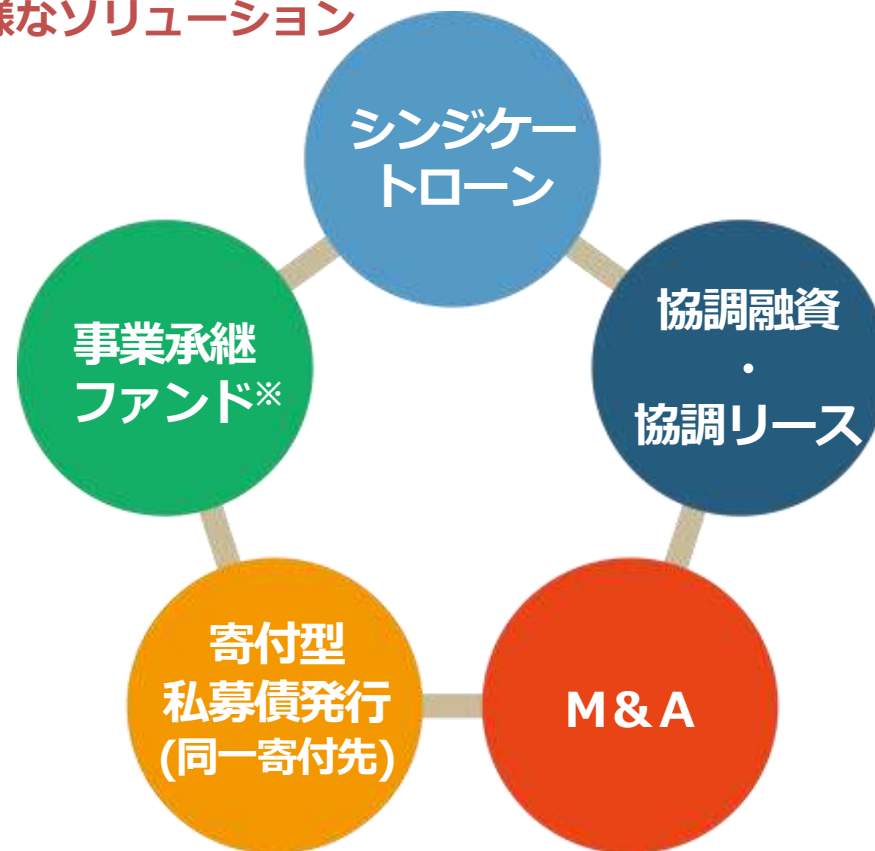 様なソリューション
シンジケー
トローン
事業承継
ファンド※
協調融資
・
協調リース
寄付型
私募債発行
(同一寄付先)
M&A